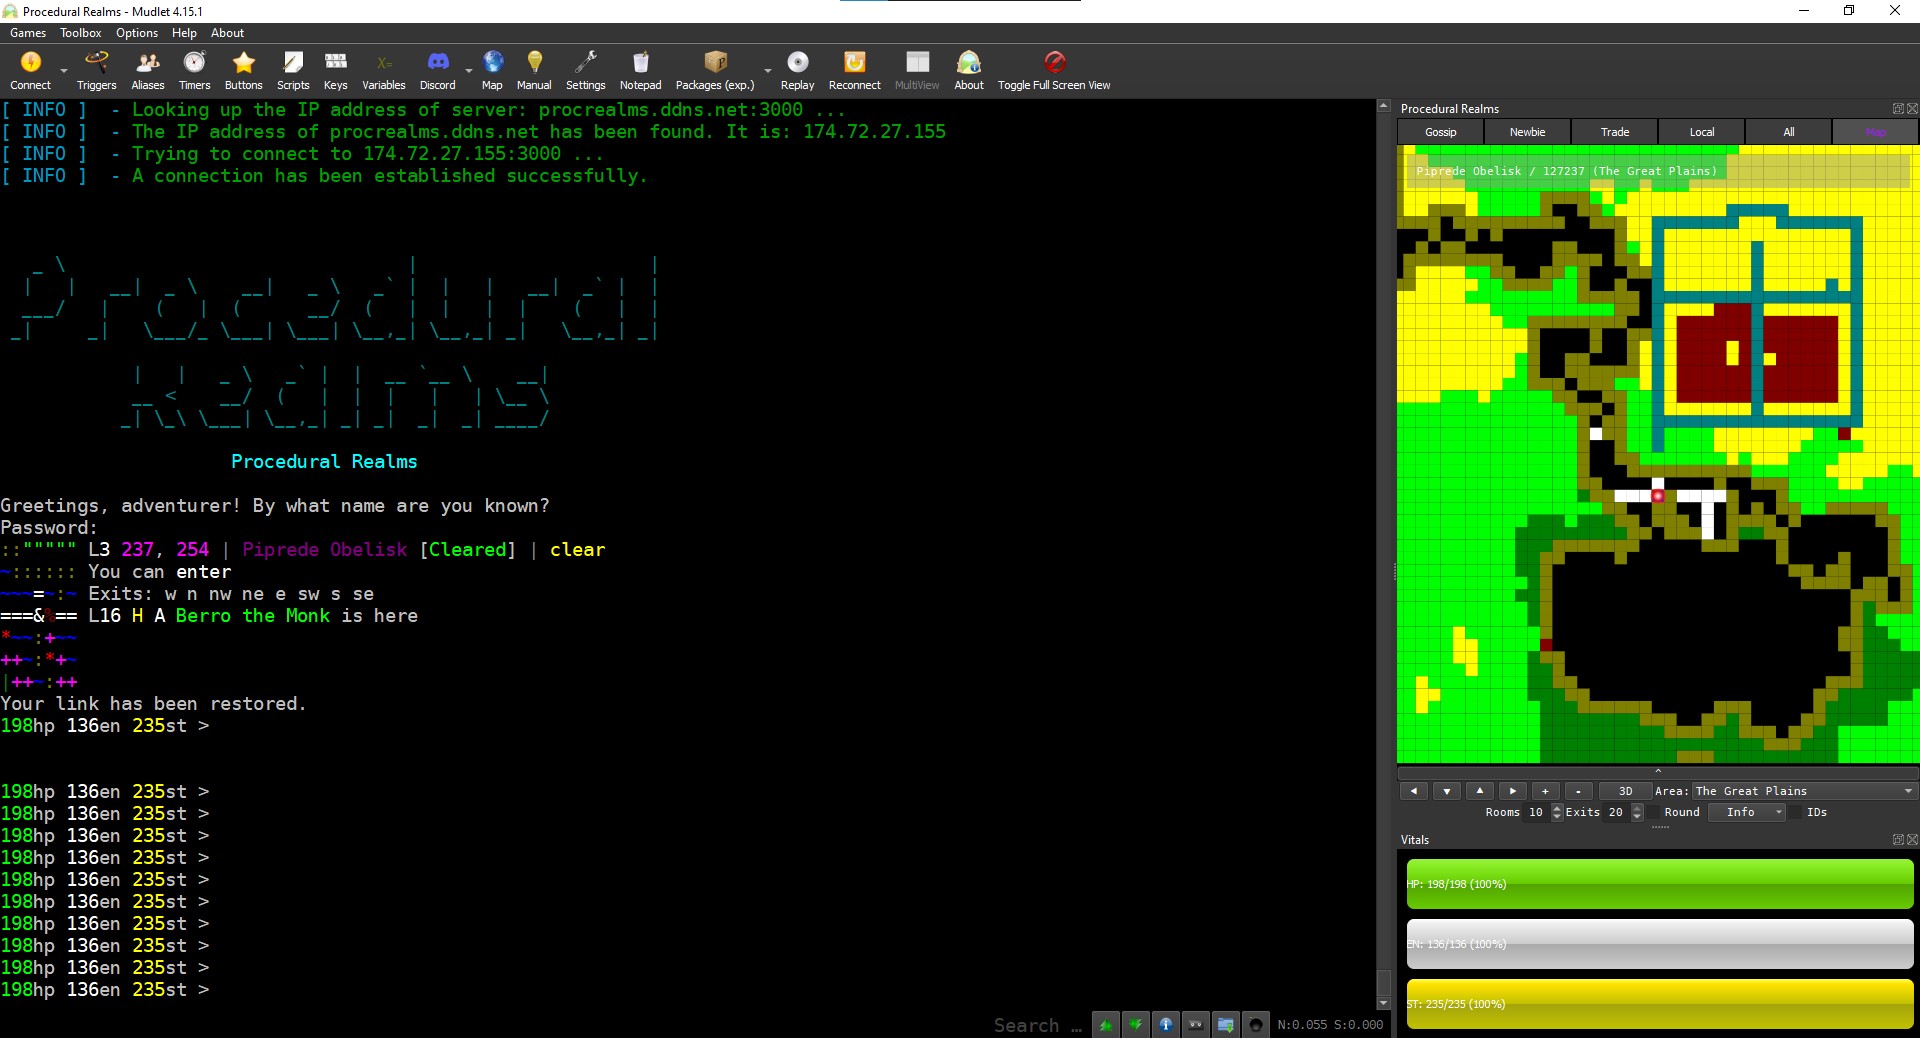 Procedural Realms - Mudlet 4.15.1
Games Toolbox Options Help About
Connect Triggers Aliases Timers Buttons Scripts Keys Variables Discord Map Manual Settings Notepad Packages (exp.) Replay Reconnect MultiView About Toggle Full Screen View
[ INFO ]  - Looking up the IP address of server: procrealms.ddns.net:3000 ...
[ INFO ]  - The IP address of procrealms.ddns.net has been found. It is: 174.72.27.155
[ INFO ]  - Trying to connect to 174.72.27.155:3000 ...
[ INFO ]  - A connection has been established successfully.
Procedural
Realms
Procedural Realms
Greetings, adventurer! By what name are you known?
Password:
::""""" L3 237, 254 | Piprede Obelisk [Cleared] | clear
~:::::: You can enter
~~~=~:~ Exits: w n nw ne e sw s se
===&%== L16 H A Berro the Monk is here
*~~:+~~
++~:*+~
|++~:++
Your link has been restored.
198hp 136en 235st >
198hp 136en 235st >
198hp 136en 235st >
198hp 136en 235st >
198hp 136en 235st >
198hp 136en 235st >
198hp 136en 235st >
198hp 136en 235st >
198hp 136en 235st >
198hp 136en 235st >
198hp 136en 235st >
Search ...
N:0.055 S:0.000
Procedural Realms
Gossip Newbie Trade Local All Map
Piprede Obelisk / 127237 (The Great Plains)
+ - 3D Area: The Great Plains
Rooms 10 Exits 20 Round Info IDs
Vitals
HP: 198/198 (100%)
EN: 136/136 (100%)
ST: 235/235 (100%)